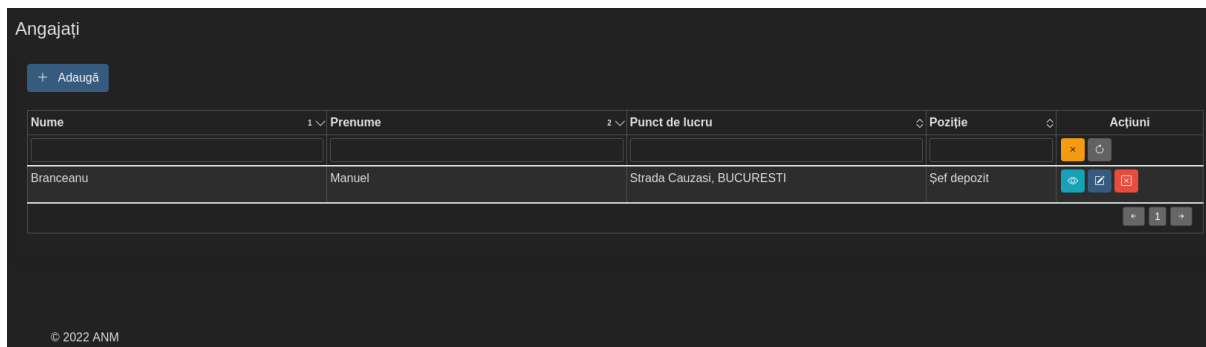 Angajați
+ Adaugă
Nume 1 Prenume 2 Punct de lucru Poziție Acțiuni
Branceanu Manuel Strada Cauzasi, BUCURESTI Șef depozit
1
© 2022 ANM